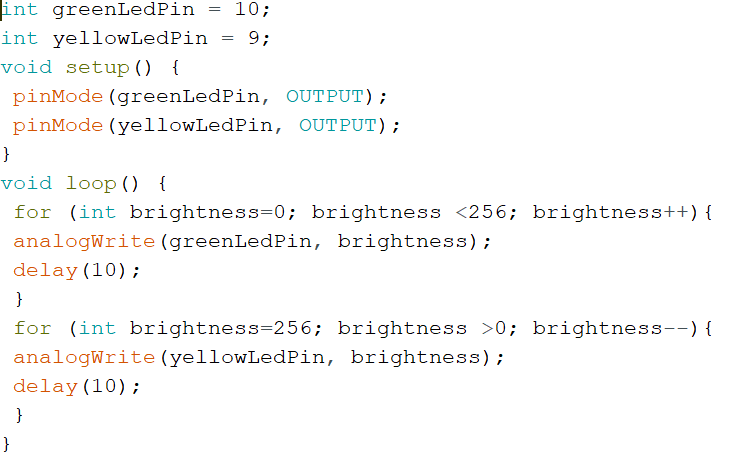 int greenLedPin = 10;
int yellowLedPin = 9;
void setup() {
 pinMode(greenLedPin, OUTPUT);
 pinMode(yellowLedPin, OUTPUT);
}
void loop() {
 for (int brightness=0; brightness <256; brightness++){
 analogWrite(greenLedPin, brightness);
 delay(10);
 }
 for (int brightness=256; brightness >0; brightness--){
 analogWrite(yellowLedPin, brightness);
 delay(10);
 }
}